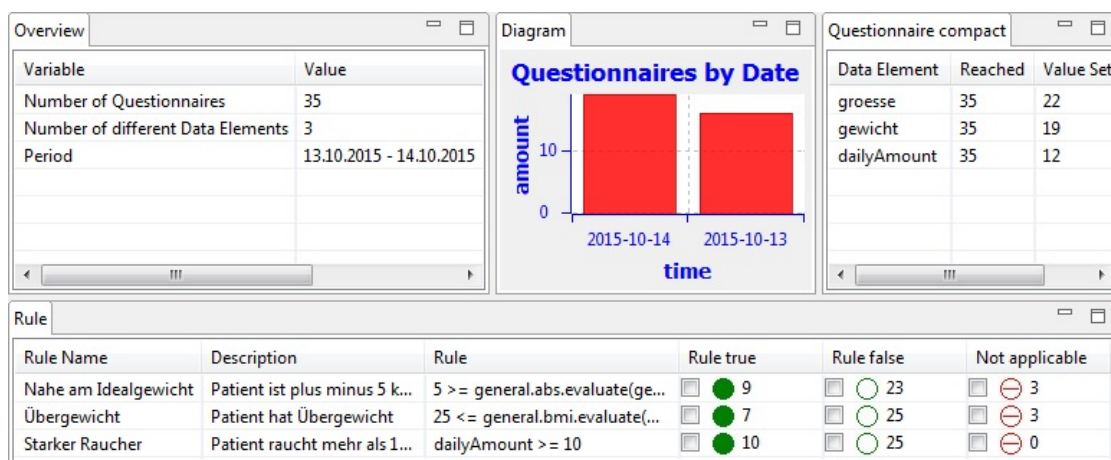 Overview
Variable Value
Number of Questionnaires 35
Number of different Data Elements 3
Period 13.10.2015 - 14.10.2015
Diagram
Questionnaires by Date
amount
10
0
2015-10-14 2015-10-13
time
Questionnaire compact
Data Element Reached Value Set
groesse 35 22
gewicht 35 19
dailyAmount 35 12
Rule
Rule Name Description Rule Rule true Rule false Not applicable
Nahe am Idealgewicht Patient ist plus minus 5 k... 5 >= general.abs.evaluate(ge... 9 23 3
Übergewicht Patient hat Übergewicht 25 <= general.bmi.evaluate(... 7 25 3
Starker Raucher Patient raucht mehr als 1... dailyAmount >= 10 10 25 0